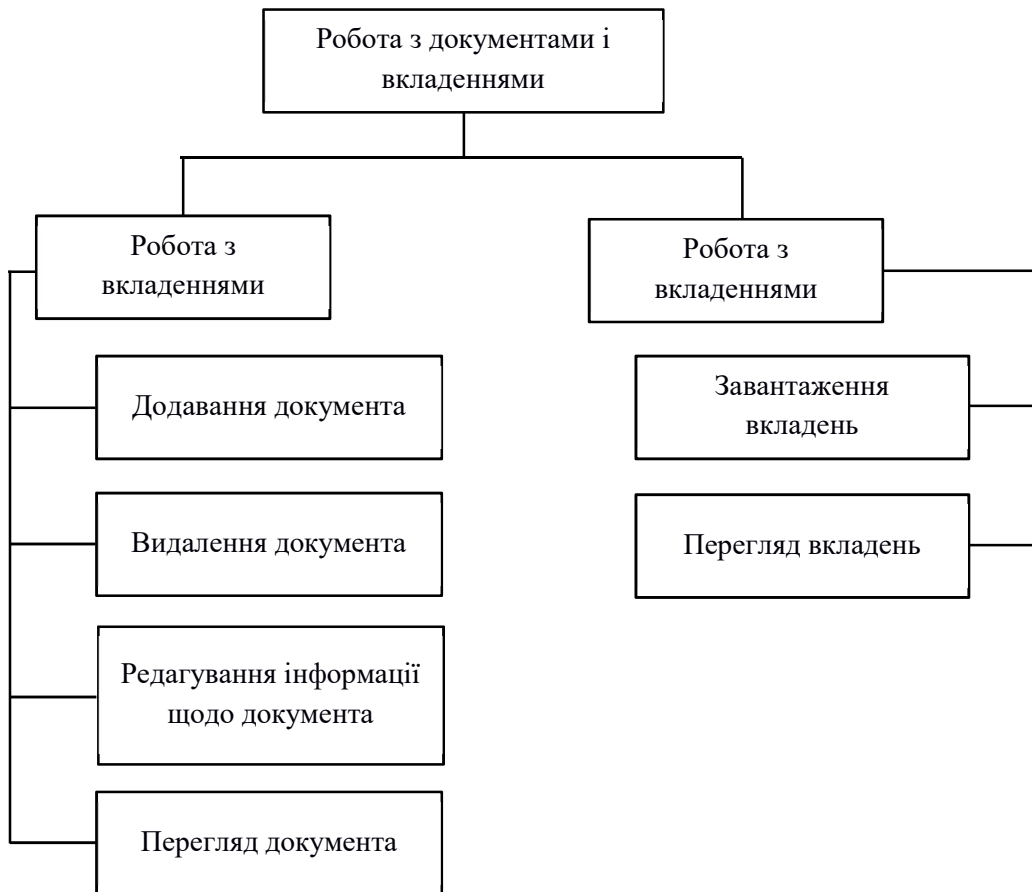 Робота з документами і
вкладеннями
Робота з
вкладеннями
Додавання документа
Видалення документа
Редагування інформації
щодо документа
Перегляд документа
Робота з
вкладеннями
Завантаження
вкладень
Перегляд вкладень